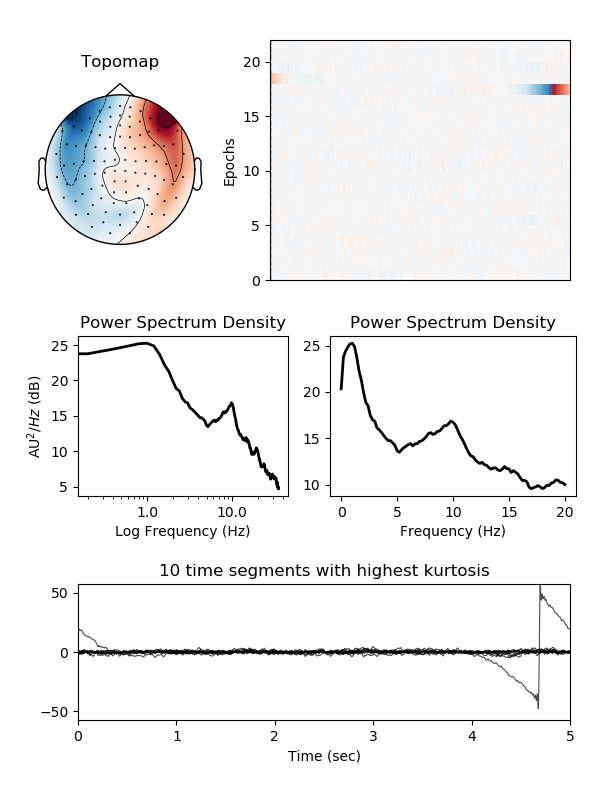 Topomap
Epochs
20
15
10
5
0
Power Spectrum Density
AU²/Hz (dB)
25
20
15
10
5
1.0 10.0
Log Frequency (Hz)
Power Spectrum Density
25
20
15
10
0 5 10 15 20
Frequency (Hz)
10 time segments with highest kurtosis
50
0
−50
0 1 2 3 4 5
Time (sec)